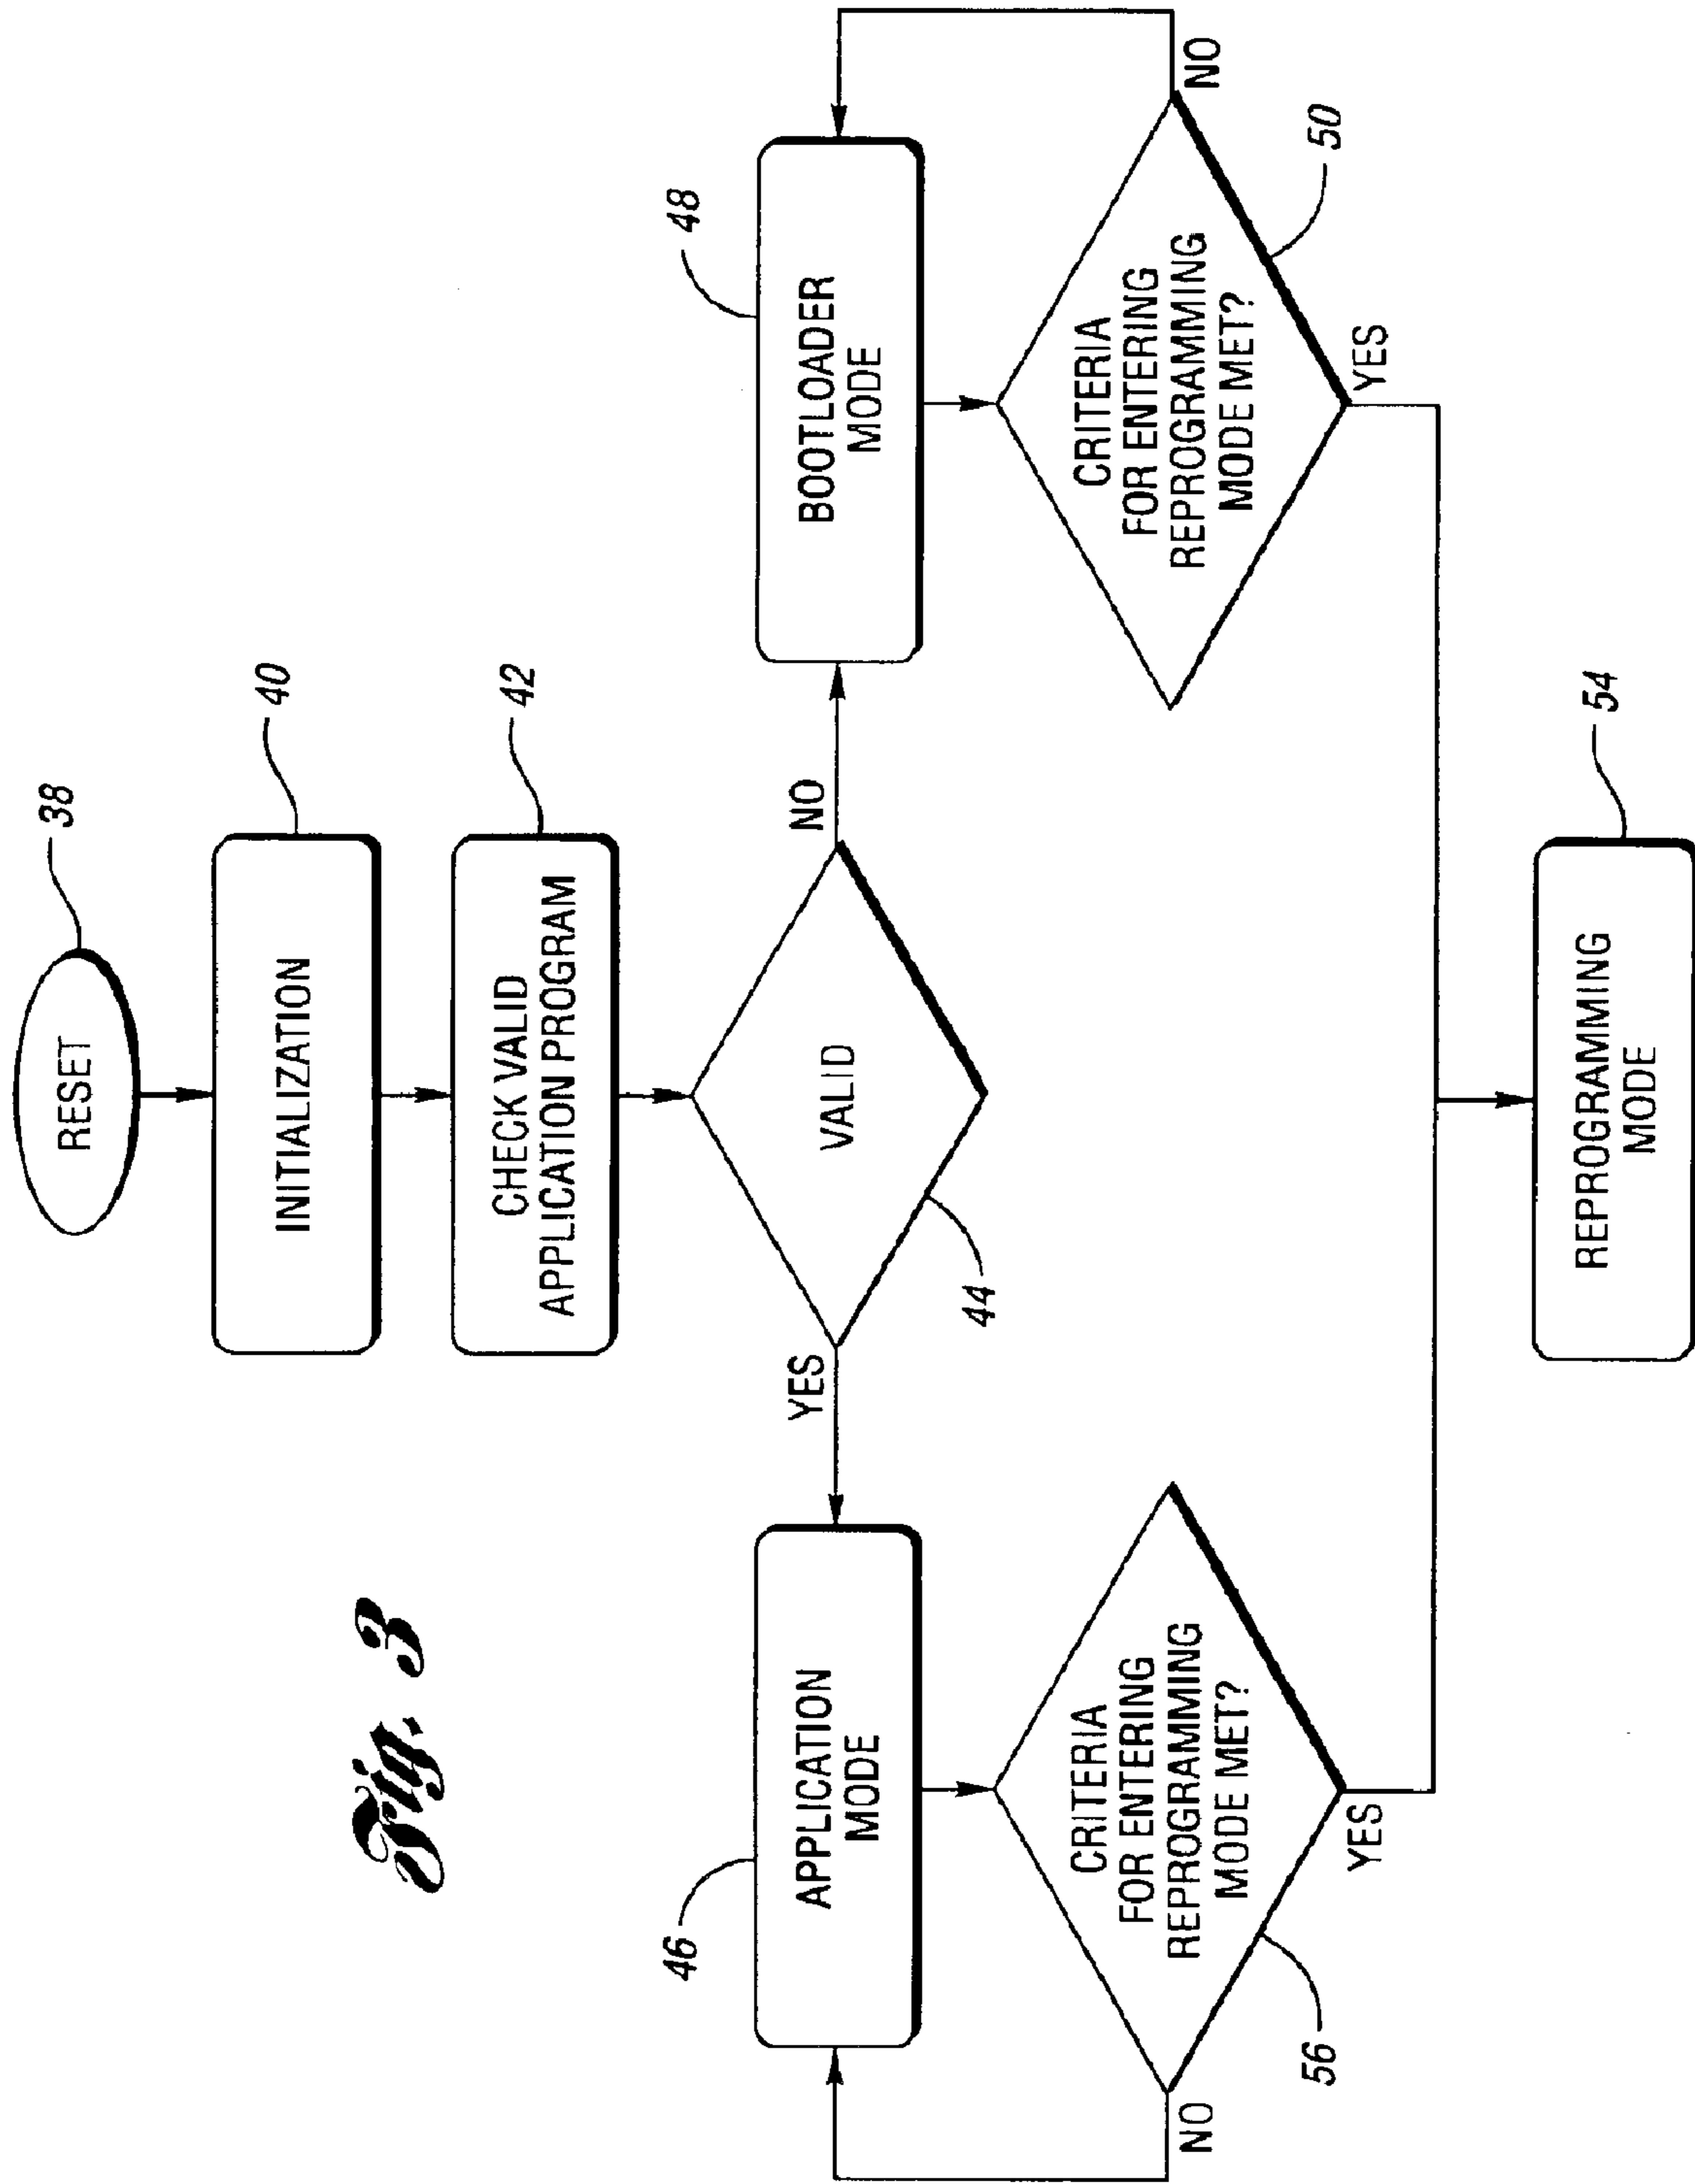 RESET
38
INITIALIZATION
40
CHECK VALID
APPLICATION PROGRAM
42
Fig. 3
VALID
44
YES
NO
46
APPLICATION
MODE
BOOTLOADER
MODE
48
CRITERIA
FOR ENTERING
REPROGRAMMING
MODE MET?
NO
56
YES
CRITERIA
FOR ENTERING
REPROGRAMMING
MODE MET?
NO
50
YES
REPROGRAMMING
MODE
54